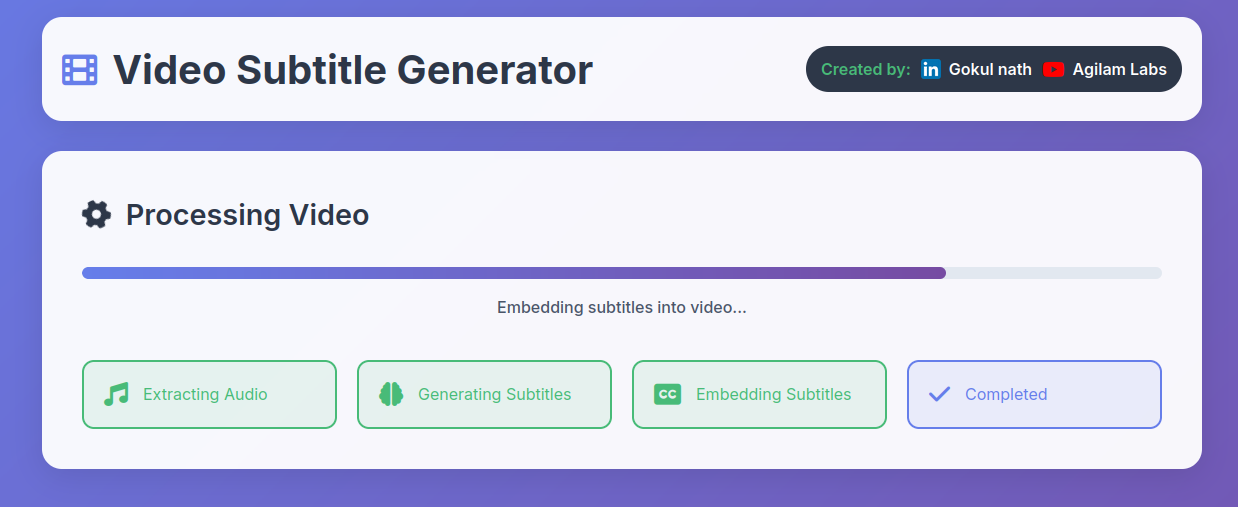 Video Subtitle Generator
Created by: Gokul nath Agilam Labs
Processing Video
Embedding subtitles into video...
Extracting Audio
Generating Subtitles
CC Embedding Subtitles
Completed